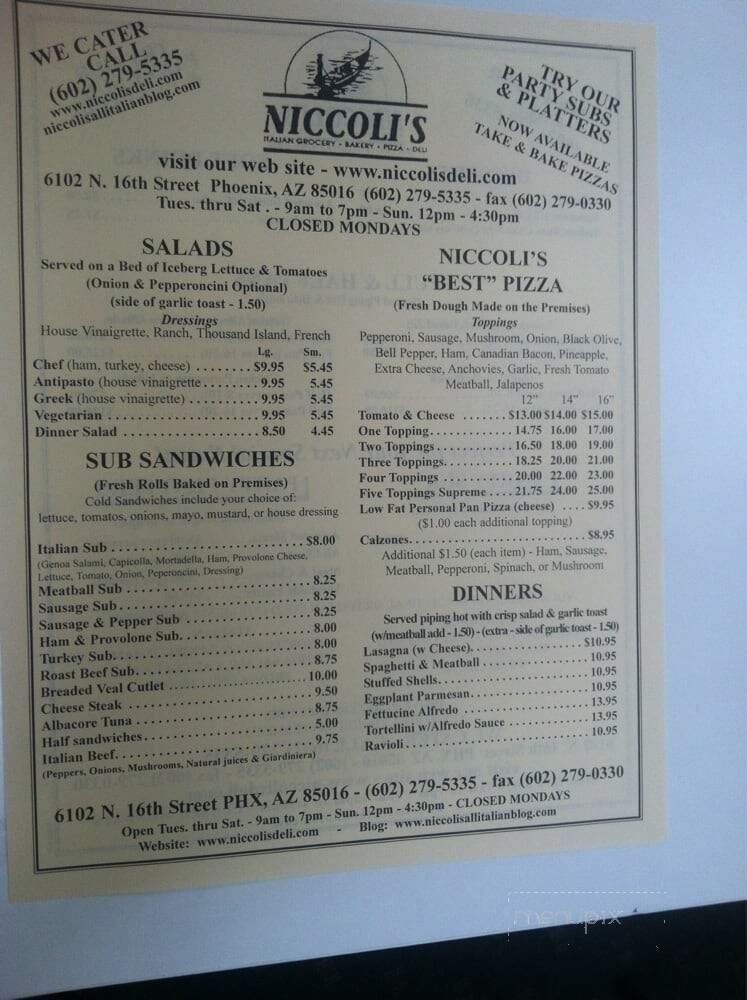 WE CATER
CALL
(602) 279-5335
www.niccolisdeli.com
niccolisallitalianblog.com
NICCOLI'S
ITALIAN GROCERY - BAKERY - PIZZA - DELI
TRY OUR
PARTY SUBS
& PLATTERS
NOW AVAILABLE
TAKE & BAKE PIZZAS
visit our web site - www.niccolisdeli.com
6102 N. 16th Street Phoenix, AZ 85016 (602) 279-5335 - fax (602) 279-0330
Tues. thru Sat . - 9am to 7pm - Sun. 12pm - 4:30pm
CLOSED MONDAYS
SALADS
Served on a Bed of Iceberg Lettuce & Tomatoes
(Onion & Pepperoncini Optional)
(side of garlic toast - 1.50)
Dressings
House Vinaigrette, Ranch, Thousand Island, French
Lg. Sm.
Chef (ham, turkey, cheese) . . . . . . . $9.95 $5.45
Antipasto (house vinaigrette . . . . . . . . 9.95 5.45
Greek (house vinaigrette) . . . . . . . . . . 9.95 5.45
Vegetarian . . . . . . . . . . . . . . . . . . . . . . 9.95 5.45
Dinner Salad . . . . . . . . . . . . . . . . . . . . 8.50 4.45
SUB SANDWICHES
(Fresh Rolls Baked on Premises)
Cold Sandwiches include your choice of:
lettuce, tomatos, onions, mayo, mustard, or house dressing
Italian Sub . . . . . . . . . . . . . . . . . . . . . . . . . . . . $8.00
(Genoa Salami, Capicolla, Mortadella, Ham, Provolone Cheese,
Lettuce, Tomato, Onion, Peperoncini, Dressing)
Meatball Sub . . . . . . . . . . . . . . . . . . . . . . . . . . . 8.25
Sausage Sub . . . . . . . . . . . . . . . . . . . . . . . . . . . . 8.25
Sausage & Pepper Sub . . . . . . . . . . . . . . . . . . . 8.25
Ham & Provolone Sub. . . . . . . . . . . . . . . . . . . . 8.00
Turkey Sub. . . . . . . . . . . . . . . . . . . . . . . . . . . . . 8.00
Roast Beef Sub. . . . . . . . . . . . . . . . . . . . . . . . . . 8.75
Breaded Veal Cutlet . . . . . . . . . . . . . . . . . . . . 10.00
Cheese Steak . . . . . . . . . . . . . . . . . . . . . . . . . . . 9.50
Albacore Tuna . . . . . . . . . . . . . . . . . . . . . . . . . . 8.75
Half sandwiches. . . . . . . . . . . . . . . . . . . . . . . . . 5.00
Italian Beef. . . . . . . . . . . . . . . . . . . . . . . . . . . . . 9.75
(Peppers, Onions, Mushrooms, Natural juices & Giardiniera)
NICCOLI'S
“BEST” PIZZA
(Fresh Dough Made on the Premises)
Toppings
Pepperoni, Sausage, Mushroom, Onion, Black Olive,
Bell Pepper, Ham, Canadian Bacon, Pineapple,
Extra Cheese, Anchovies, Garlic, Fresh Tomato
Meatball, Jalapenos
12” 14” 16”
Tomato & Cheese . . . . . . . $13.00 $14.00 $15.00
One Topping. . . . . . . . . . . . 14.75 16.00 17.00
Two Toppings . . . . . . . . . . . 16.50 18.00 19.00
Three Toppings. . . . . . . . . . 18.25 20.00 21.00
Four Toppings . . . . . . . . . . 20.00 22.00 23.00
Five Toppings Supreme . . . . 21.75 24.00 25.00
Low Fat Personal Pan Pizza (cheese) . . . . $9.95
($1.00 each additional topping)
Calzones. . . . . . . . . . . . . . . . . . . . . . . . . . . $8.95
Additional $1.50 (each item) - Ham, Sausage,
Meatball, Pepperoni, Spinach, or Mushroom
DINNERS
Served piping hot with crisp salad & garlic toast
(w/meatball add - 1.50) - (extra - side of garlic toast - 1.50)
Lasagna (w Cheese). . . . . . . . . . . . . . . . . . $10.95
Spaghetti & Meatball . . . . . . . . . . . . . . . . . 10.95
Stuffed Shells. . . . . . . . . . . . . . . . . . . . . . . 10.95
Eggplant Parmesan. . . . . . . . . . . . . . . . . . . 10.95
Fettucine Alfredo . . . . . . . . . . . . . . . . . . . . 13.95
Tortellini w/Alfredo Sauce . . . . . . . . . . . . . 13.95
Ravioli . . . . . . . . . . . . . . . . . . . . . . . . . . . . 10.95
6102 N. 16th Street PHX, AZ 85016 - (602) 279-5335 - fax (602) 279-0330
Open Tues. thru Sat. - 9am to 7pm - Sun. 12pm - 4:30pm - CLOSED MONDAYS
Website: www.niccolisdeli.com - Blog: www.niccolisallitalianblog.com
menupix